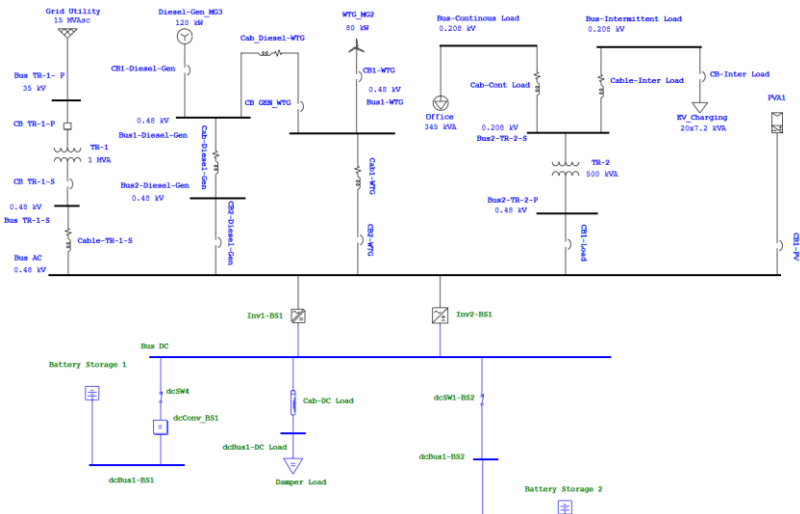 Grid Utility
15 MVAsc
Diesel-Gen_MG3
120 kW
WTG_MG2
80 kW
Bus-Continous Load
0.208 kV
Bus-Intermittent Load
0.208 kV
Cab_Diesel-WTG
CB1-Diesel-Gen
CB1-WTG
0.48 kV
Bus1-WTG
CB GEN_WTG
Bus TR-1- P
35 kV
CB TR-1-P
TR-1
1 MVA
CB TR-1-S
0.48 kV
Bus TR-1-S
Cable-TR-1-S
Bus AC
0.48 kV
0.48 kV
Bus1-Diesel-Gen
Cab-Diesel-Gen
Bus2-Diesel-Gen
0.48 kV
CB2-Diesel-Gen
Cab1-WTG
CB2-WTG
Office
345 kVA
Cab-Cont Load
Cable-Inter Load
CB-Inter Load
EV_Charging
20x7.2 kVA
0.208 kV
Bus2-TR-2-S
TR-2
500 kVA
Bus2-TR-2-P
0.48 kV
CB1-Load
PVA1
CB1-PV
Inv1-BS1
Inv2-BS1
Bus DC
Battery Storage 1
dcSW4
dcConv_BS1
dcBus1-BS1
Cab-DC Load
dcBus1-DC Load
Damper Load
dcSW1-BS2
dcBus1-BS2
Battery Storage 2